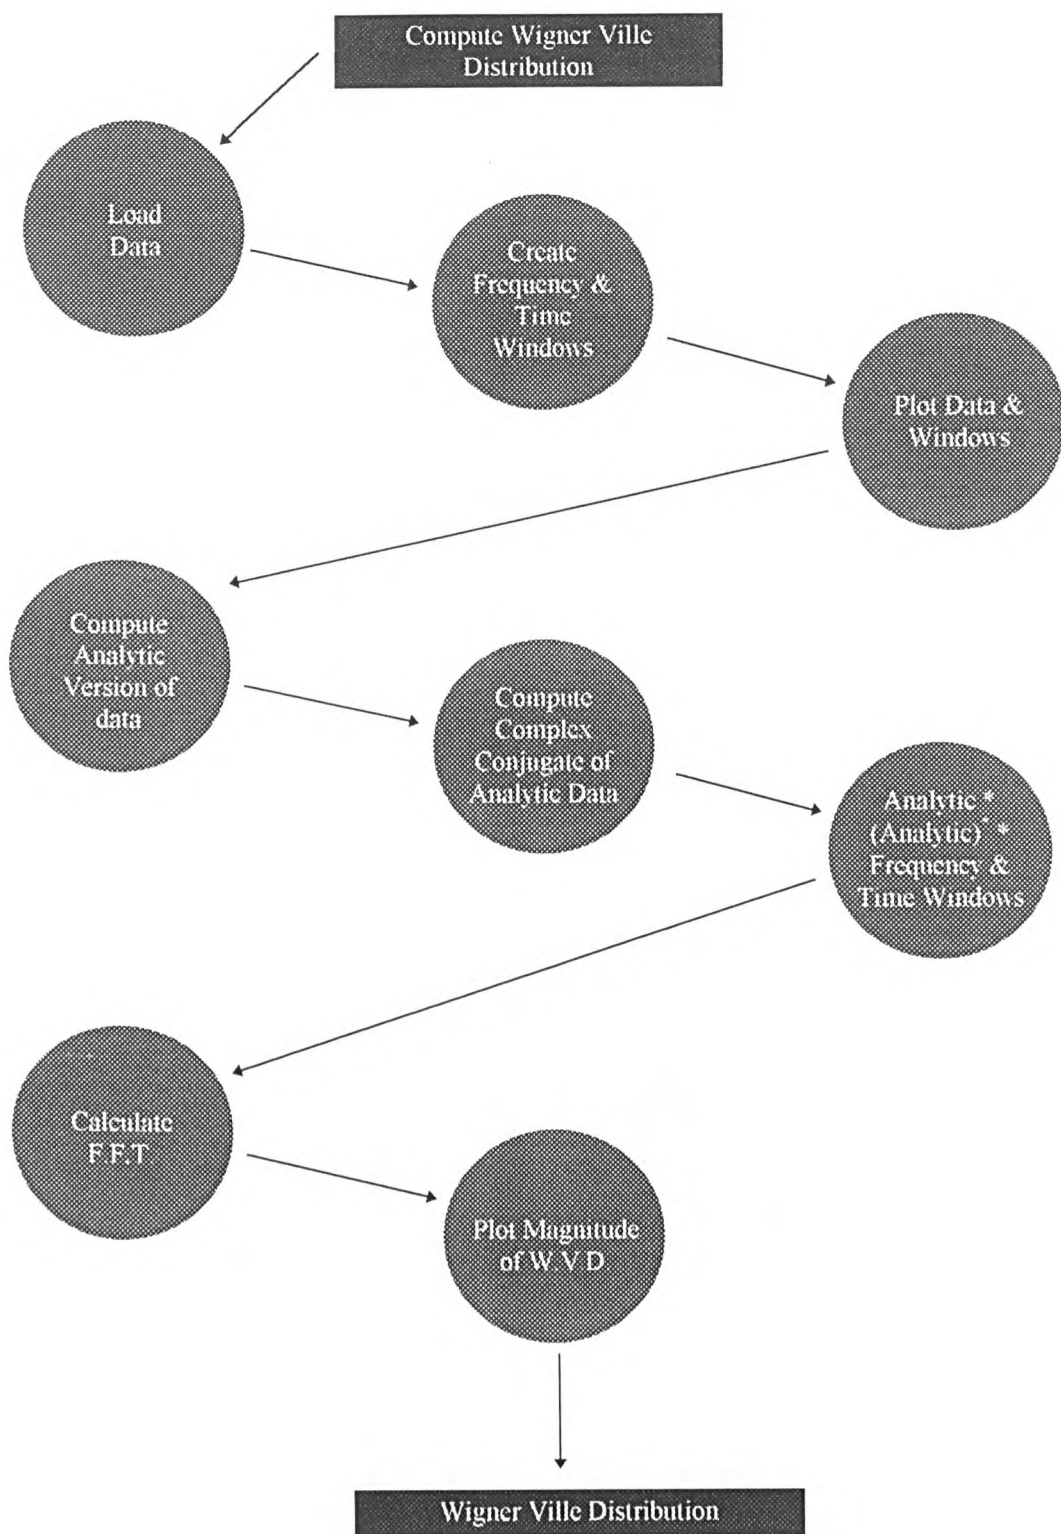 Compute Wigner Ville
Distribution
Load
Data
Create
Frequency &
Time
Windows
Plot Data &
Windows
Compute
Analytic
Version of
data
Compute
Complex
Conjugate of
Analytic Data
Analytic *
(Analytic)* *
Frequency &
Time Windows
Calculate
F.F.T
Plot Magnitude
of W.V.D
Wigner Ville Distribution